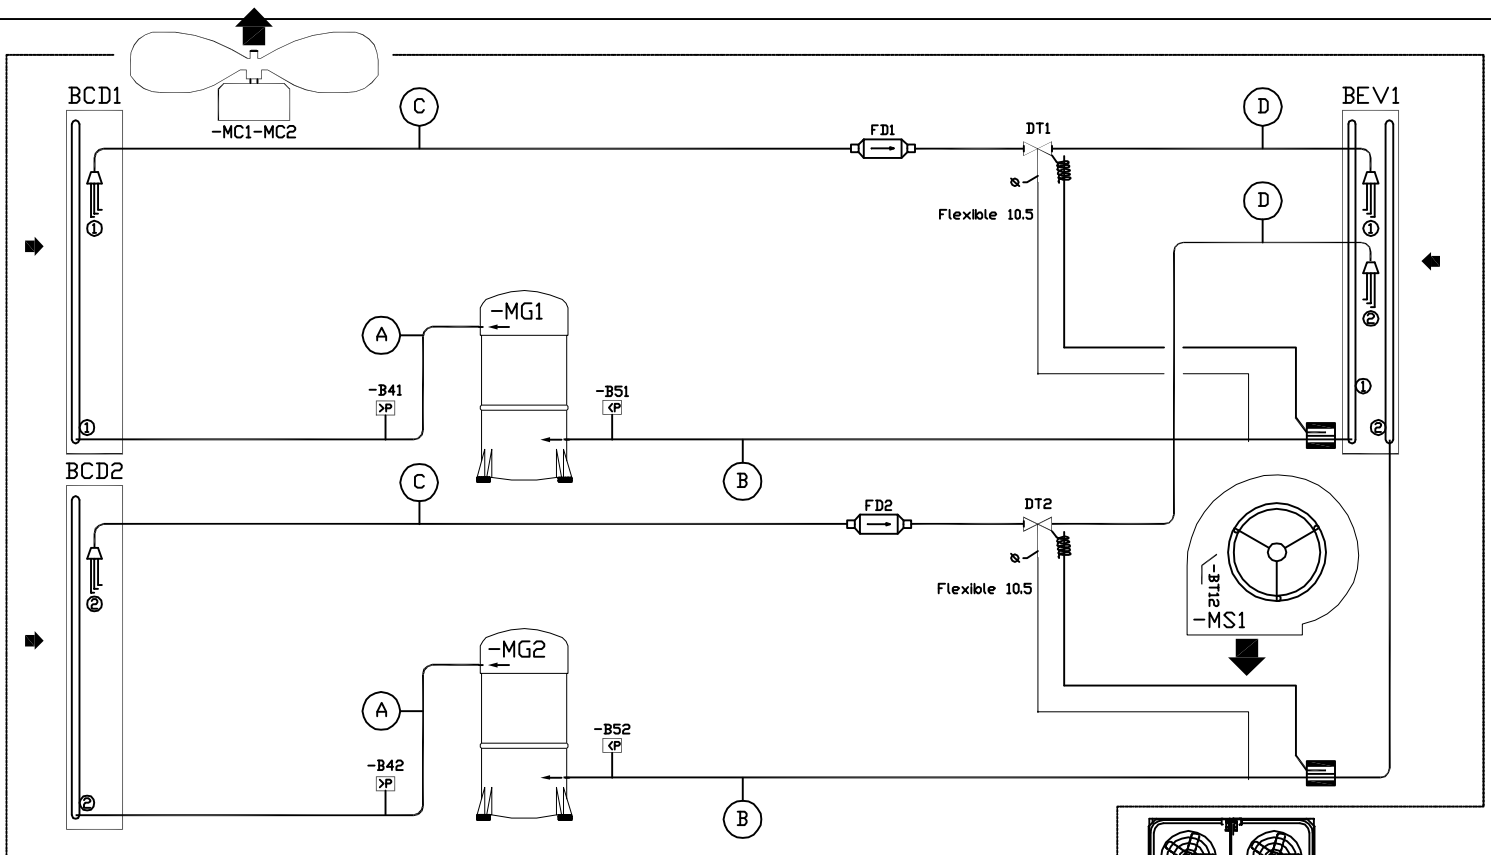 BCD1
-MC1-MC2
C
FD1
DT1
D
BEV1
Ø
Flexible 10.5
D
①
①
②
-MG1
A
-B41
>P
-B51
<P
①
①
②
B
BCD2
C
FD2
DT2
Ø
Flexible 10.5
-BT12
-MS1
②
-MG2
A
-B42
>P
-B52
<P
②
B